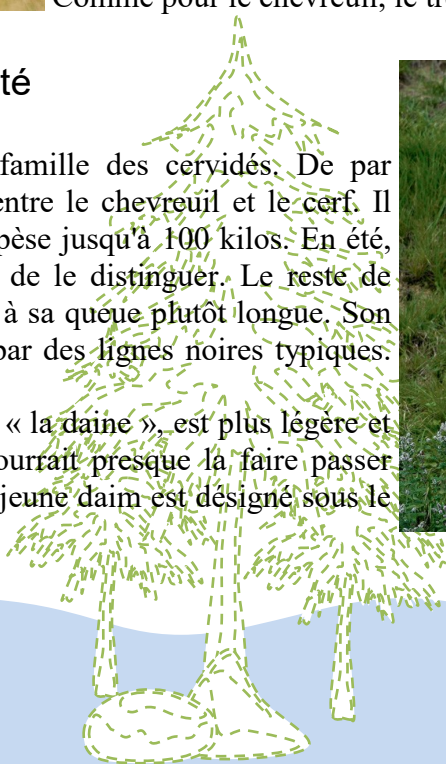 Comme pour le chevreuil, le tr
té
famille des cervidés. De par
entre le chevreuil et le cerf. Il
pèse jusqu'à 100 kilos. En été,
de le distinguer. Le reste de
à sa queue plutôt longue. Son
par des lignes noires typiques.
« la daine », est plus légère et
ourrait presque la faire passer
jeune daim est désigné sous le